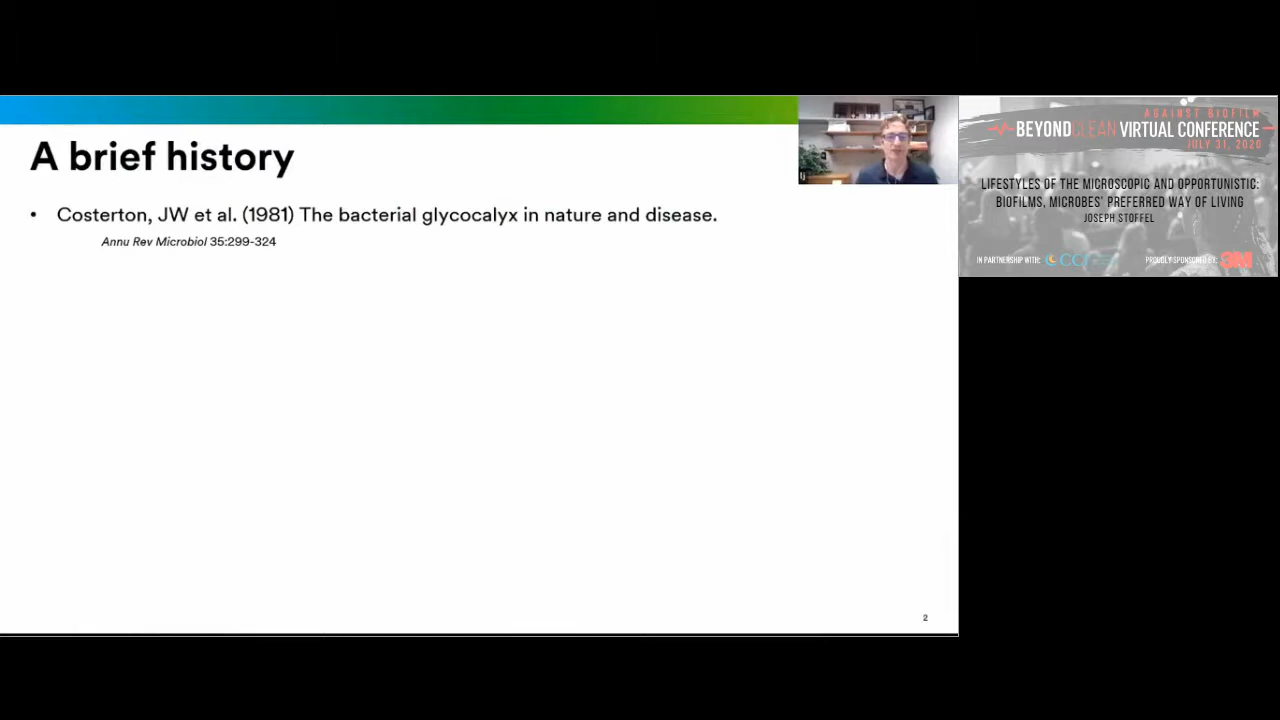 A brief history
• Costerton, JW et al. (1981) The bacterial glycocalyx in nature and disease.
Annu Rev Microbiol 35:299-324
2
AGAINST BIOFILM
BEYONDCLEAN VIRTUAL CONFERENCE
JULY 31, 2020
LIFESTYLES OF THE MICROSCOPIC AND OPPORTUNISTIC:
BIOFILMS, MICROBES' PREFERRED WAY OF LIVING
JOSEPH STOFFEL
IN PARTNERSHIP WITH:
PROUDLY SPONSORED BY: 3M